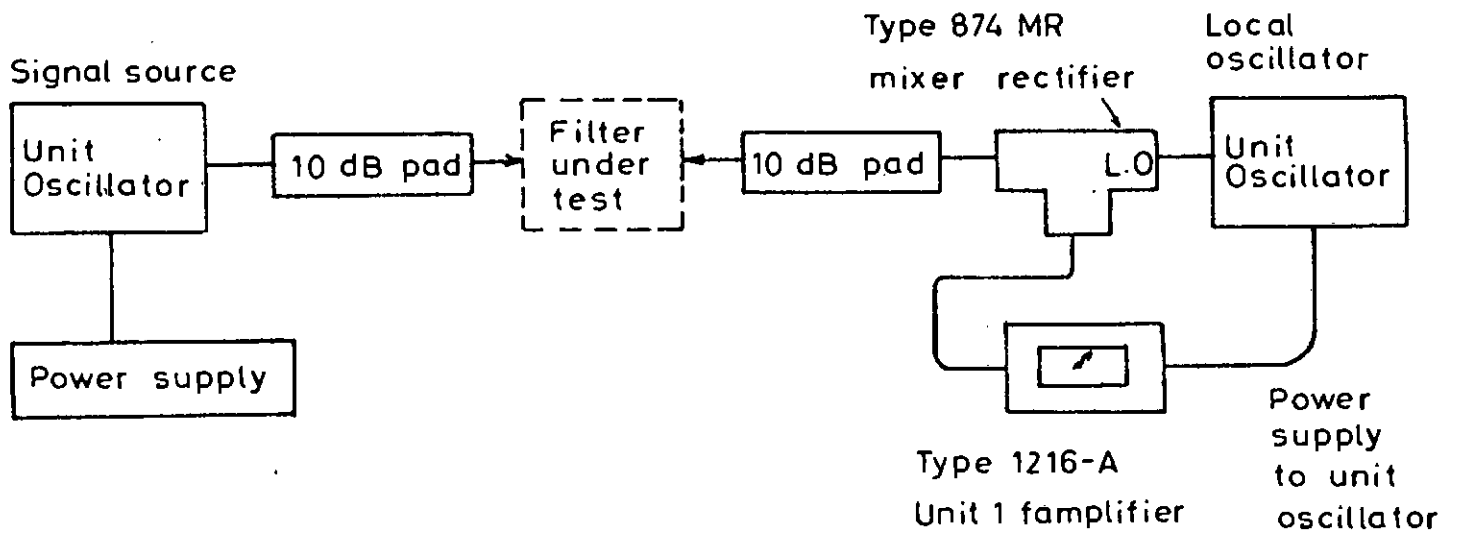 Signal source
Unit
Oscillator
10 dB pad
Filter
under
test
10 dB pad
Type 874 MR
mixer rectifier
L.O
Local
oscillator
Unit
Oscillator
Power supply
Type 1216-A
Unit 1 famplifier
Power
supply
to unit
oscillator